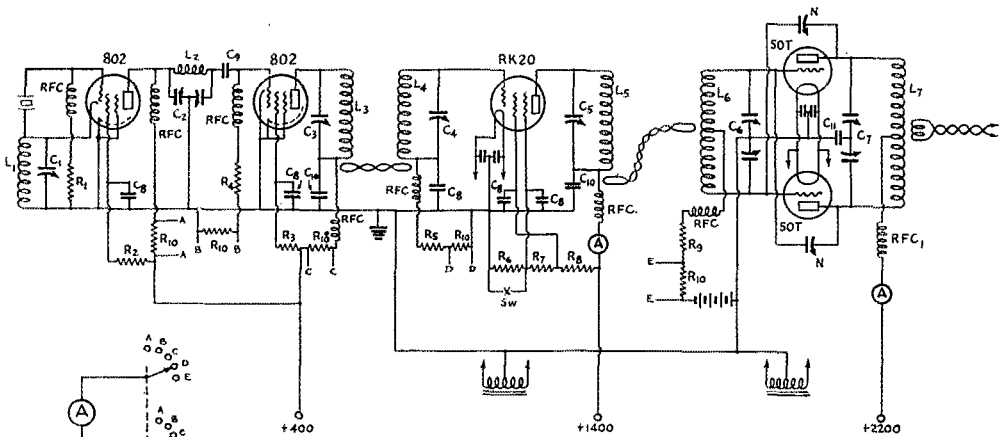 N
802
L2
C9
802
RK20
50T
RFC
C2
RFC
RFC
C3
L3
L4
C4
C5
L5
L6
C6
C11
C7
L7
L1
C1
R1
C8
R4
C8
C10
RFC
C8
RFC
C8
C8
C10
RFC.
50T
RFC
RFC1
R2
R10
A
A
B
R10
B
R3
R10
C
C
R5
R10
D
D
R6
R7
R8
A
R9
E
R10
E
N
A
SW
A
B
C
D
E
A
A
B
C
+400
+1400
+2200